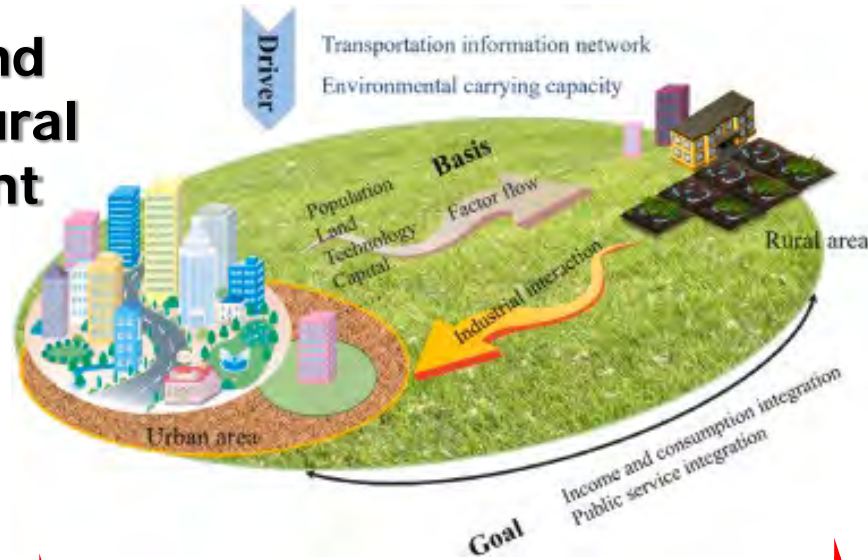 nd
ural
nt
Driver
Transportation information network
Environmental carrying capacity
Basis
Population
Land
Technology
Capital
Factor flow
Rural area
Industrial interaction
Urban area
Income and consumption integration
Public service integration
Goal